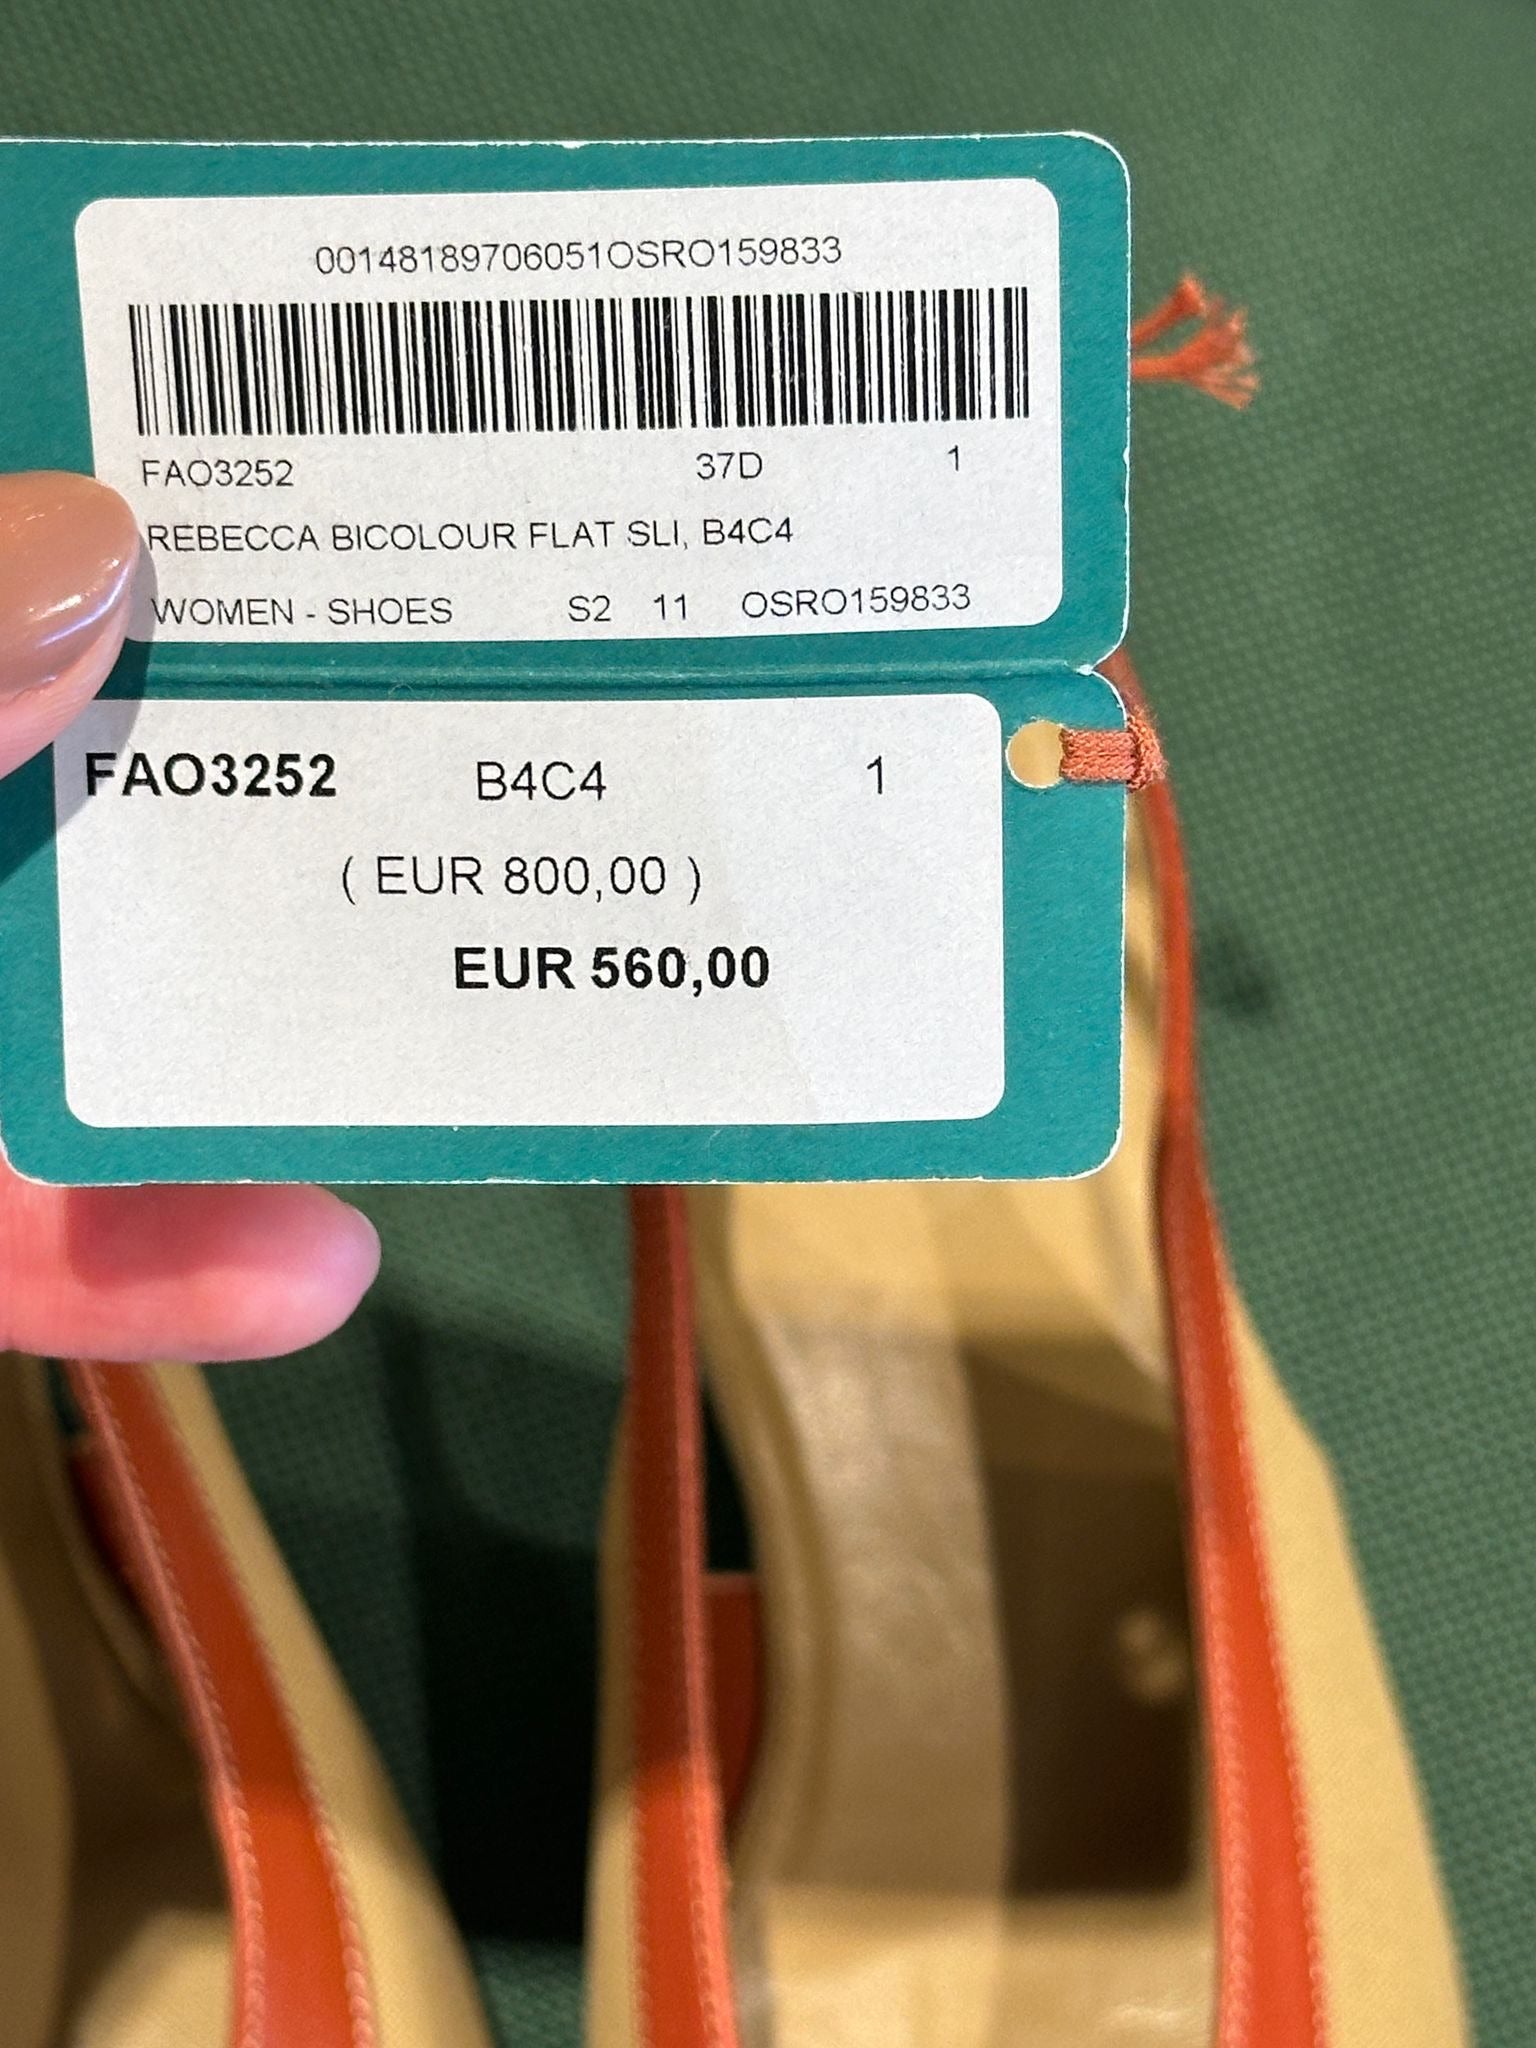 00148189706051OSRO159833
FAO3252 37D 1
REBECCA BICOLOUR FLAT SLI, B4C4
WOMEN - SHOES S2 11 OSRO159833
FAO3252 B4C4 1
( EUR 800,00 )
EUR 560,00